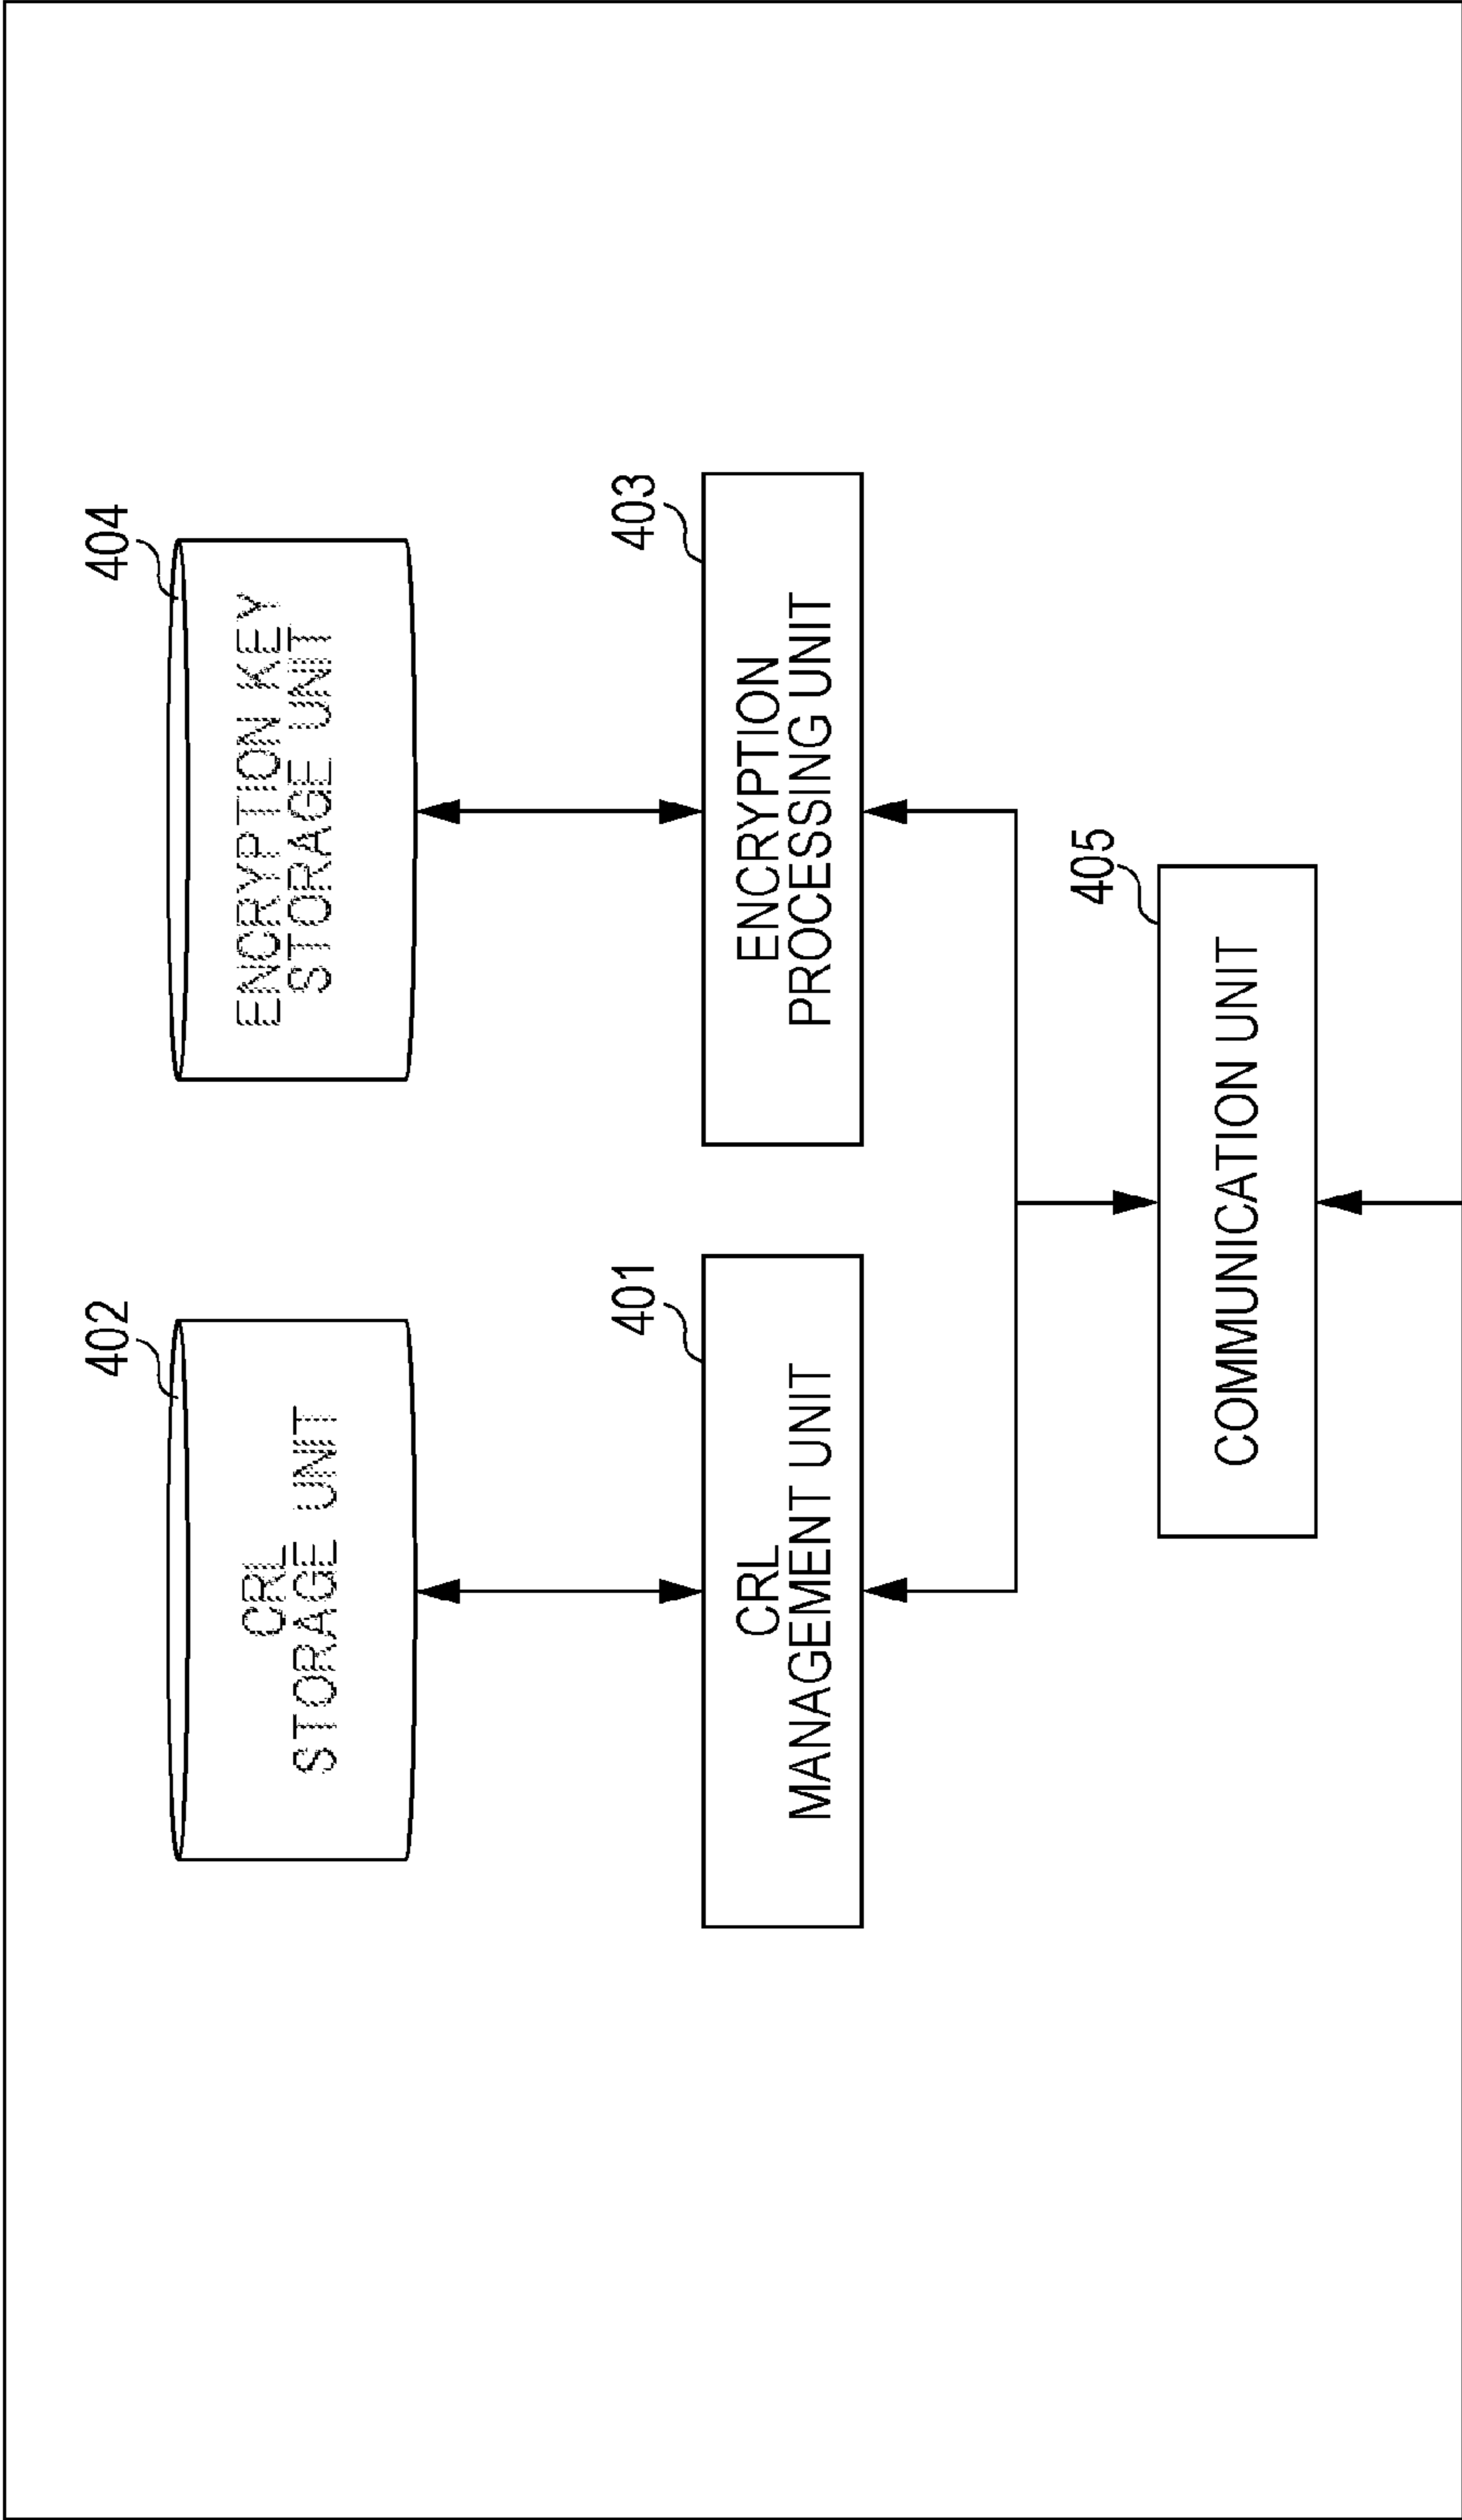 402
CRL
STORAGE UNIT
404
ENCRYPTION KEY
STORAGE UNIT
401
CRL
MANAGEMENT UNIT
403
ENCRYPTION
PROCESSING UNIT
405
COMMUNICATION UNIT